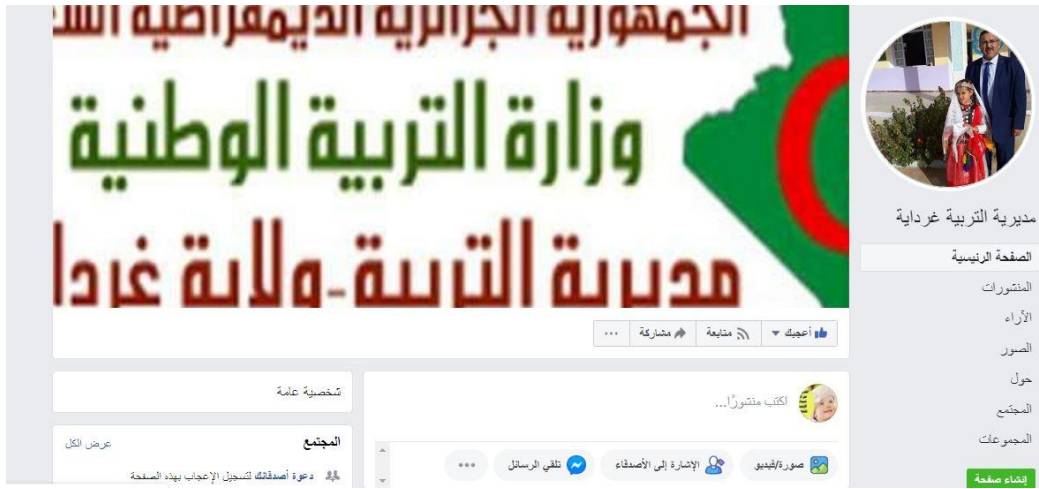 الجمهورية الجزائرية الديمقراطية
وزارة التربية الوطنية
مديرية التربية-ولاية
مديرية التربية غرداية
الصفحة الرئيسية
المنشورات
الآراء
الصور
حول
المجتمع
المجموعات
إنشاء صفحة
أعجبك
متابعة
مشاركة
...
اكتب منشورًا...
صورة/فيديو
الإشارة إلى الأصدقاء
تلقي الرسائل
...
شخصية عامة
المجتمع
عرض الكل
دعوة أصدقائك لتسجيل الإعجاب بهذه الصفحة